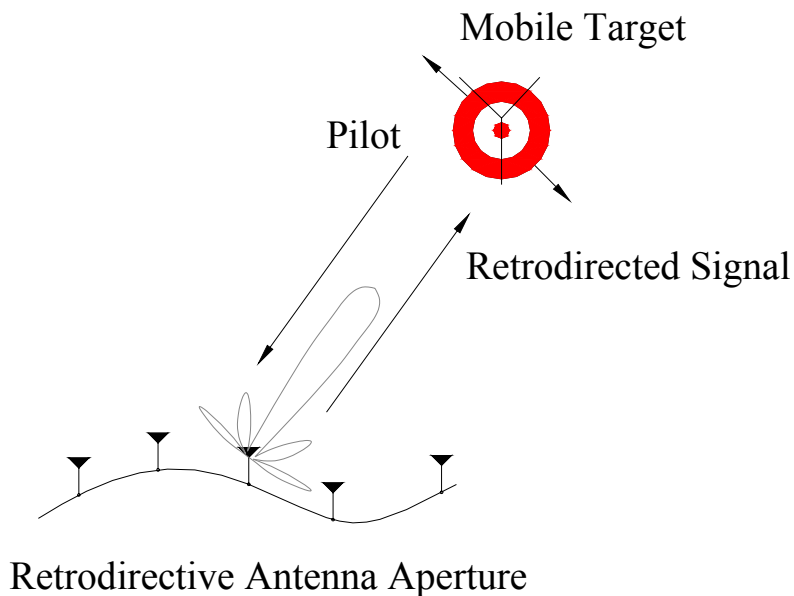 Mobile Target
Pilot
Retrodirected Signal
Retrodirective Antenna Aperture